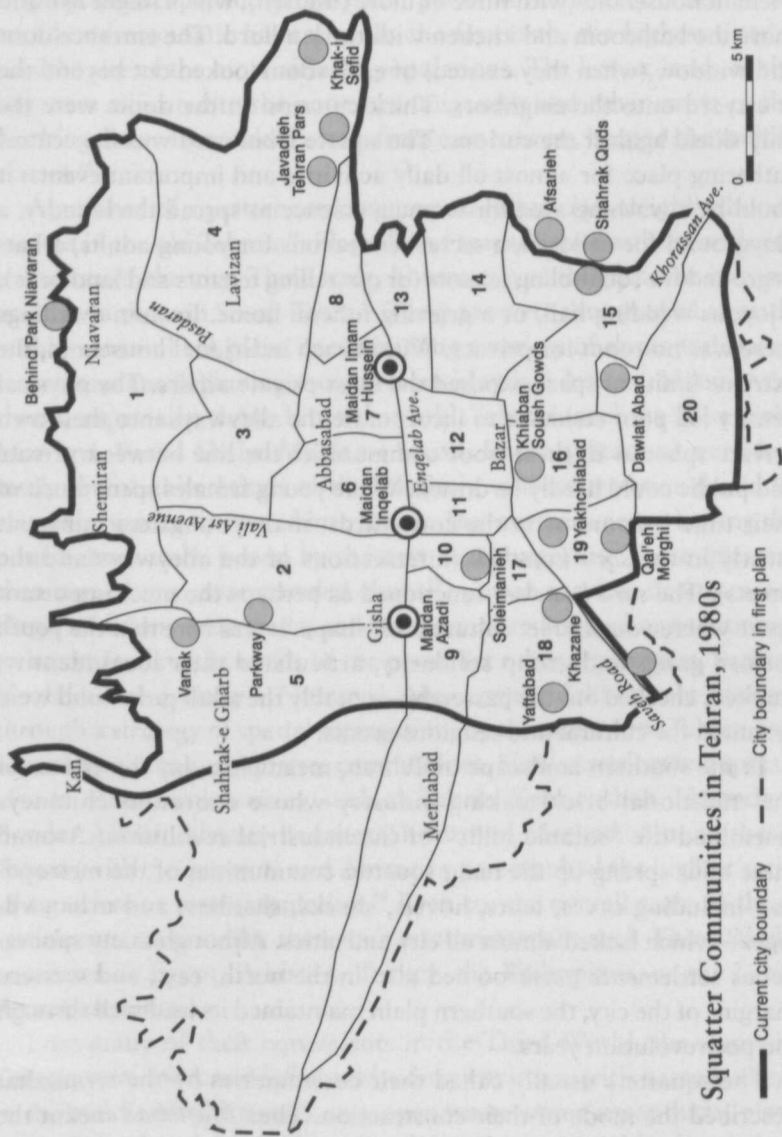 Kan
Shemiran
Behind Park Niavaran
Niavaran
1
Vanak
Parkway
2
3
Vali Asr Avenue
Pasdaran
Lavizan
4
Javadieh
Tehran Pars
Khak-i
Sefid
Shahrak-e Gharb
5
Gisha
6
Abbasabad
7
8
Maidan
Azadi
Maidan
Enqelab
Maidan Imam
Hussein
13
Enqelab Ave.
Merhabad
9
10
11
12
14
Soleimanieh
Bazar
Afsarieh
Shahrat Quds
Khorassan Ave.
17
Khiaban
Soush Gowds
16
15
Yaftabad
18
Khazane
19
Yakhchiabad
Dawlat Abad
Qal'eh
Morghil
20
Saveh Road
0
5 km
Squatter Communities in Tehran, 1980s
Current city boundary
City boundary first plan